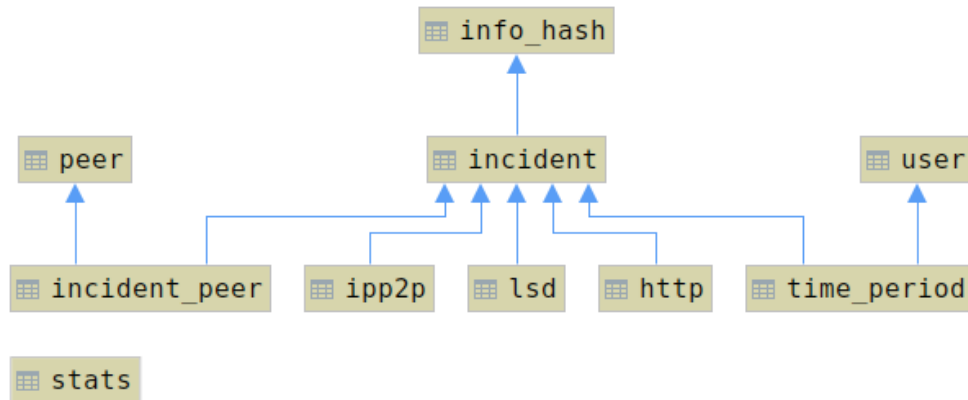 info_hash
peer
incident
user
incident_peer
ipp2p
lsd
http
time_period
stats